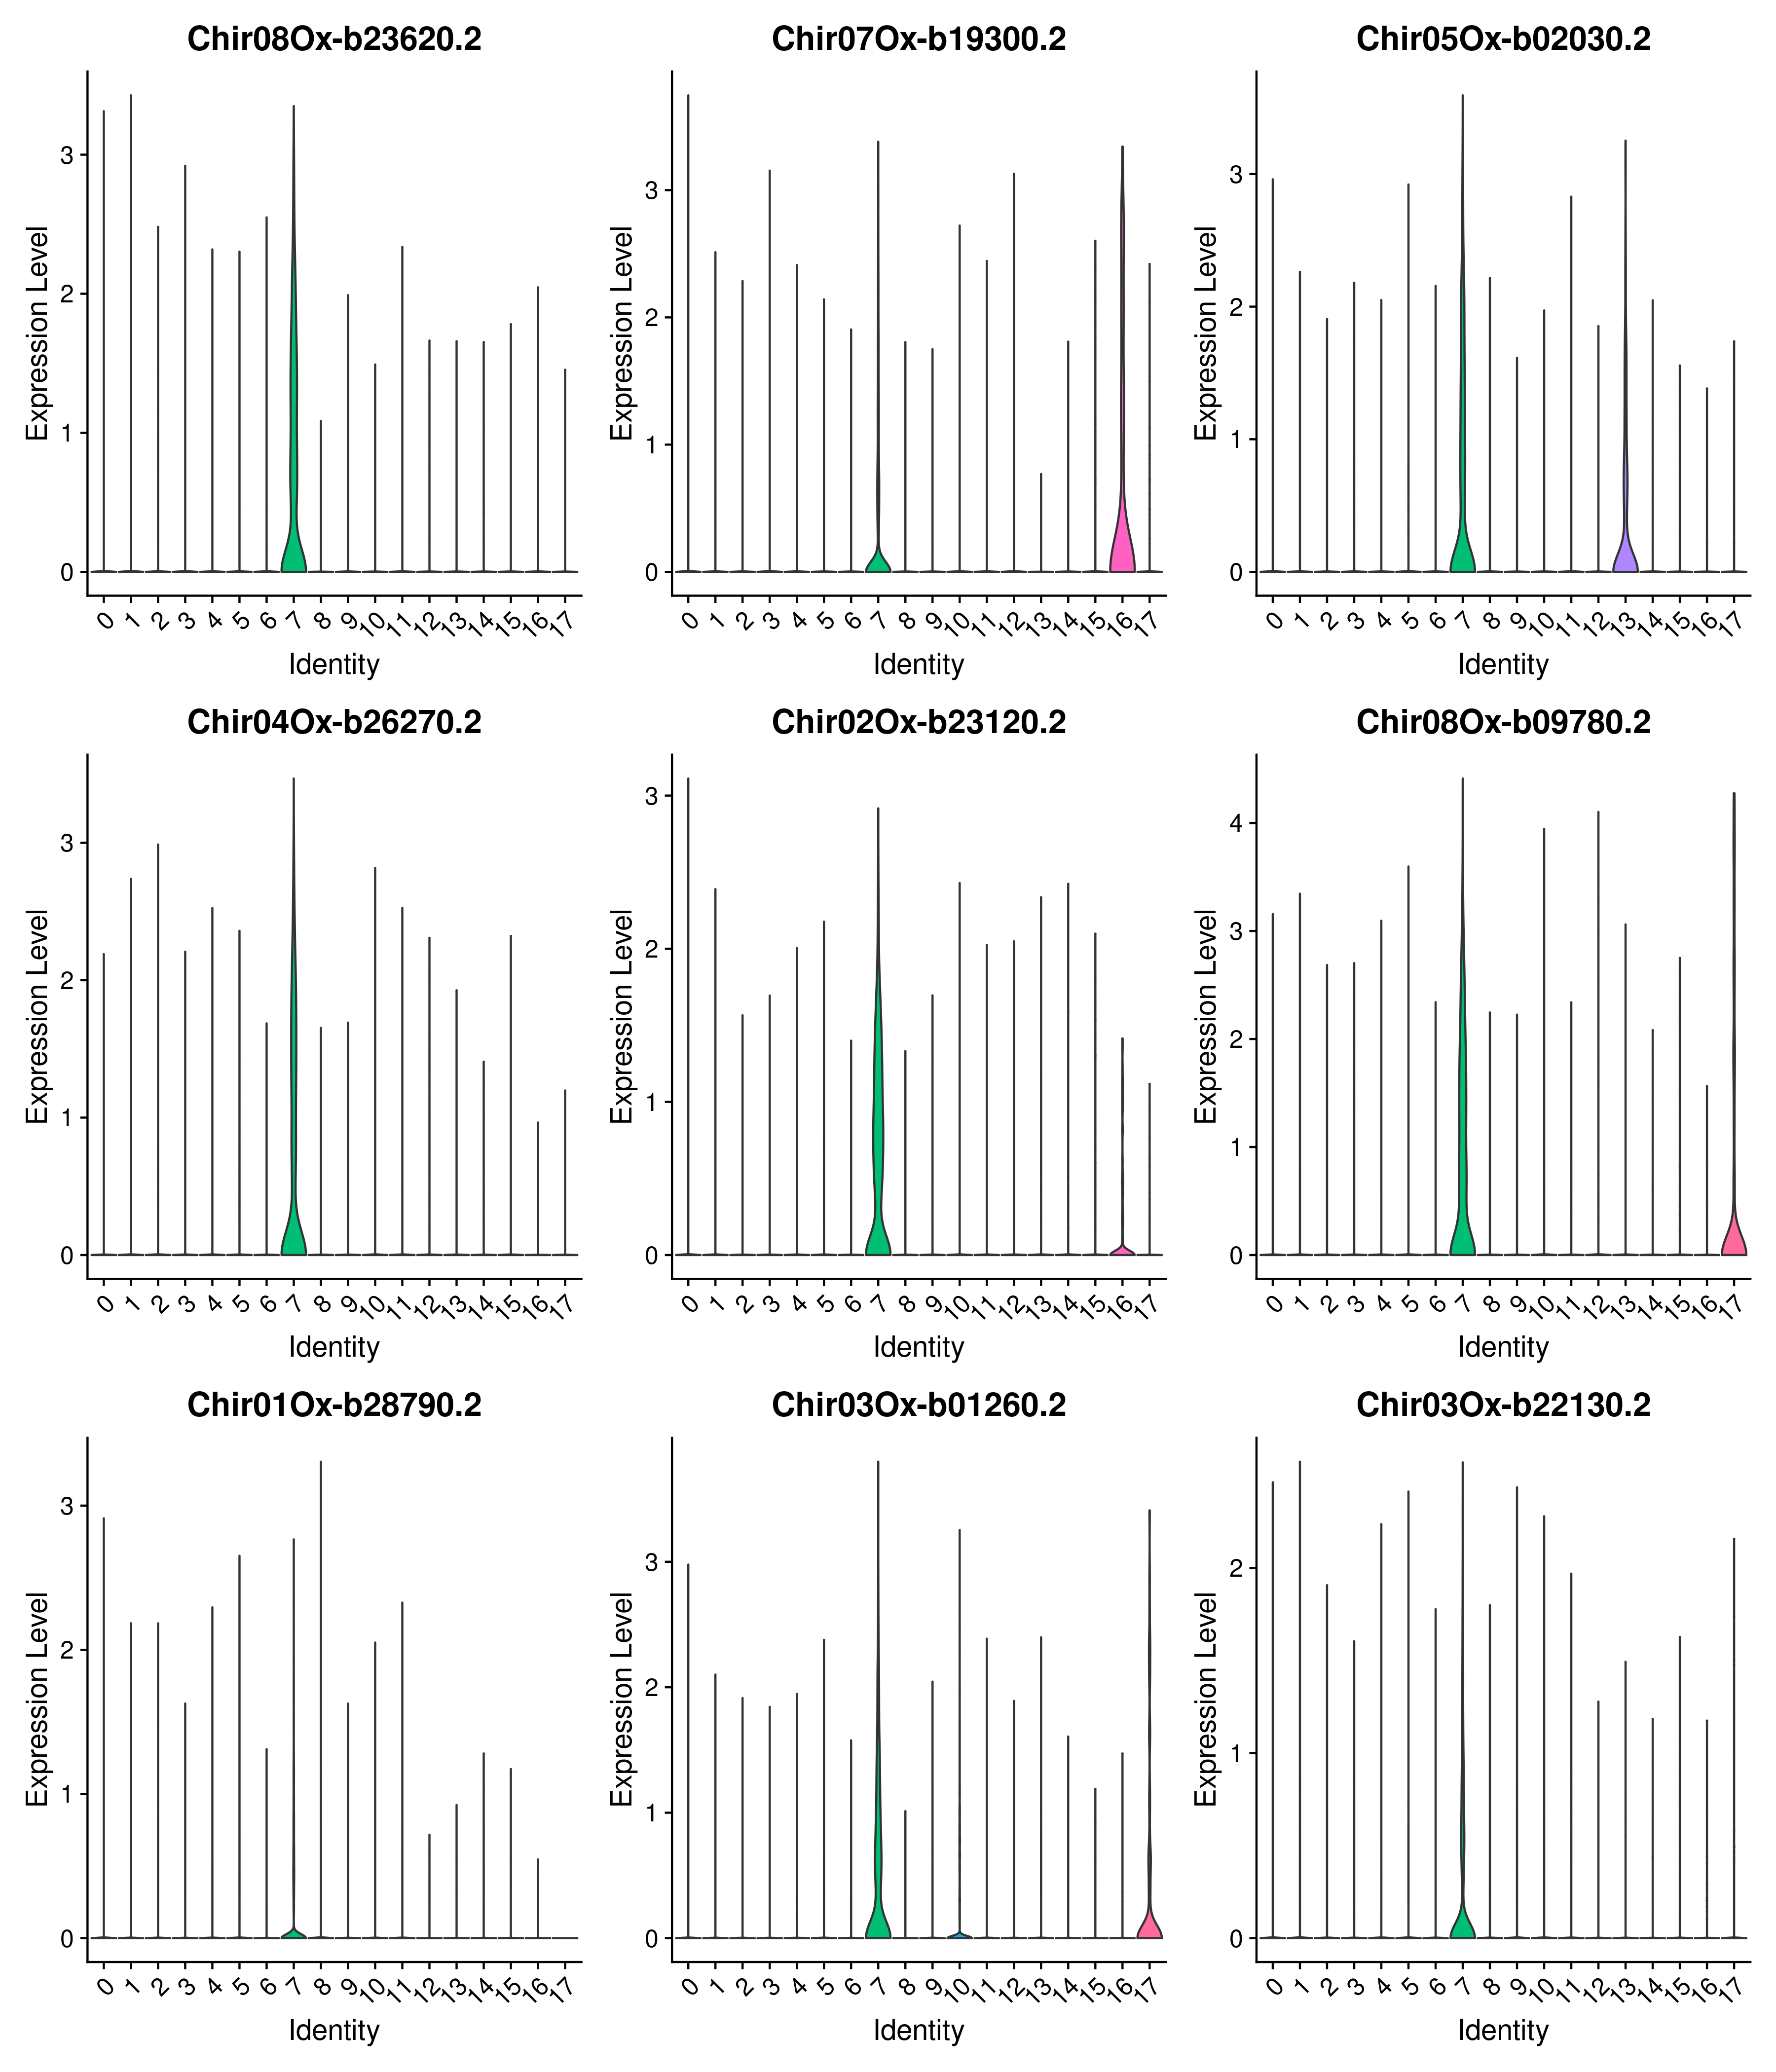 Chir08Ox-b23620.2
Expression Level
3
2
1
0
0 1 2 3 4 5 6 7 8 9 10 11 12 13 14 15 16 17
Identity
Chir07Ox-b19300.2
Expression Level
3
2
1
0
0 1 2 3 4 5 6 7 8 9 10 11 12 13 14 15 16 17
Identity
Chir05Ox-b02030.2
Expression Level
3
2
1
0
0 1 2 3 4 5 6 7 8 9 10 11 12 13 14 15 16 17
Identity
Chir04Ox-b26270.2
Expression Level
3
2
1
0
0 1 2 3 4 5 6 7 8 9 10 11 12 13 14 15 16 17
Identity
Chir02Ox-b23120.2
Expression Level
3
2
1
0
0 1 2 3 4 5 6 7 8 9 10 11 12 13 14 15 16 17
Identity
Chir08Ox-b09780.2
Expression Level
4
3
2
1
0
0 1 2 3 4 5 6 7 8 9 10 11 12 13 14 15 16 17
Identity
Chir01Ox-b28790.2
Expression Level
3
2
1
0
0 1 2 3 4 5 6 7 8 9 10 11 12 13 14 15 16 17
Identity
Chir03Ox-b01260.2
Expression Level
3
2
1
0
0 1 2 3 4 5 6 7 8 9 10 11 12 13 14 15 16 17
Identity
Chir03Ox-b22130.2
Expression Level
2
1
0
0 1 2 3 4 5 6 7 8 9 10 11 12 13 14 15 16 17
Identity